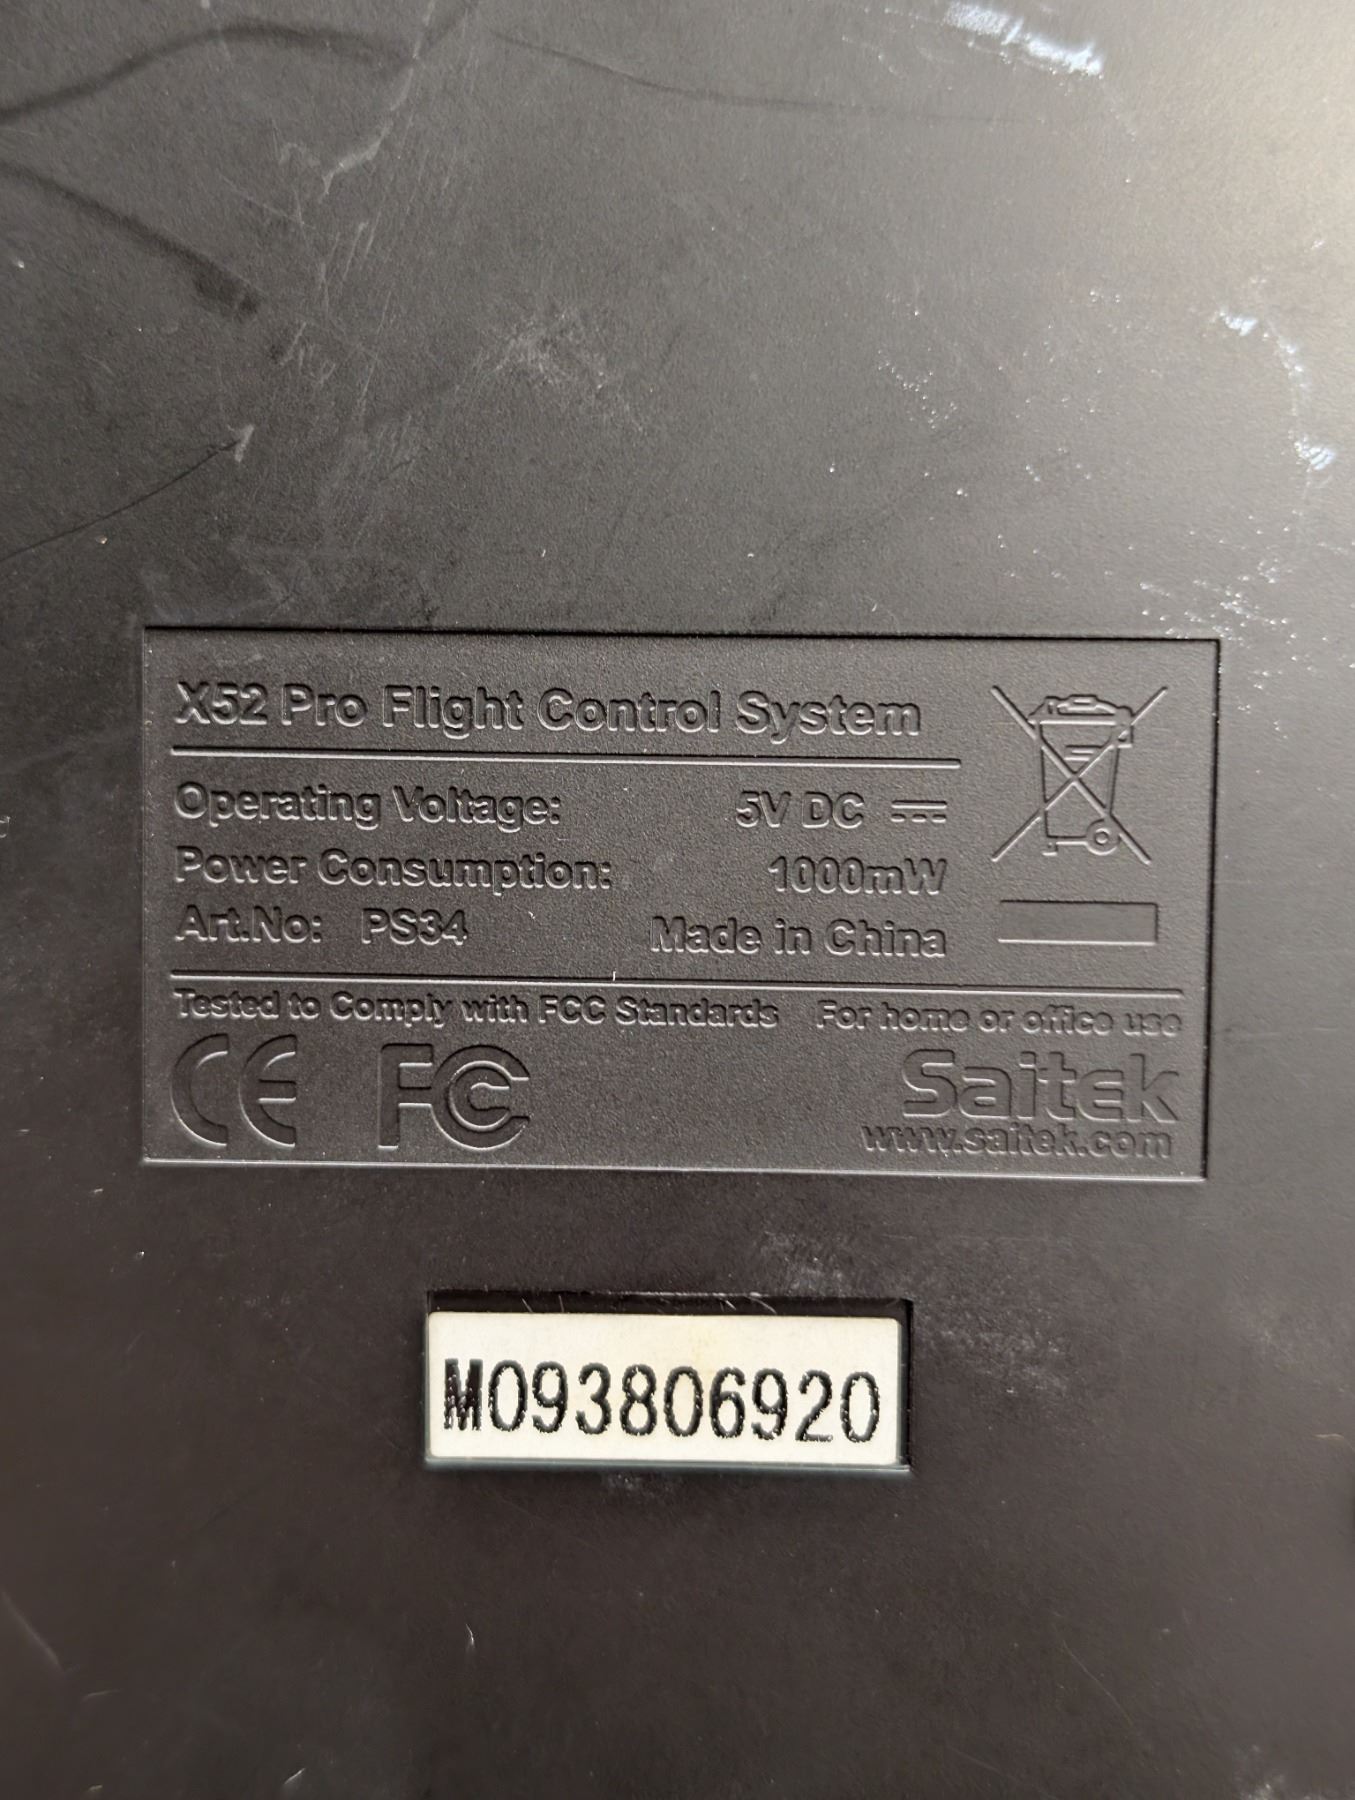 X52 Pro Flight Control System
Operating Voltage: 5V DC
Power Consumption: 1000mW
Art.No: PS34 Made in China
Tested to Comply with FCC Standards For home or office use
CE FC Saitek
www.saitek.com
M093806920